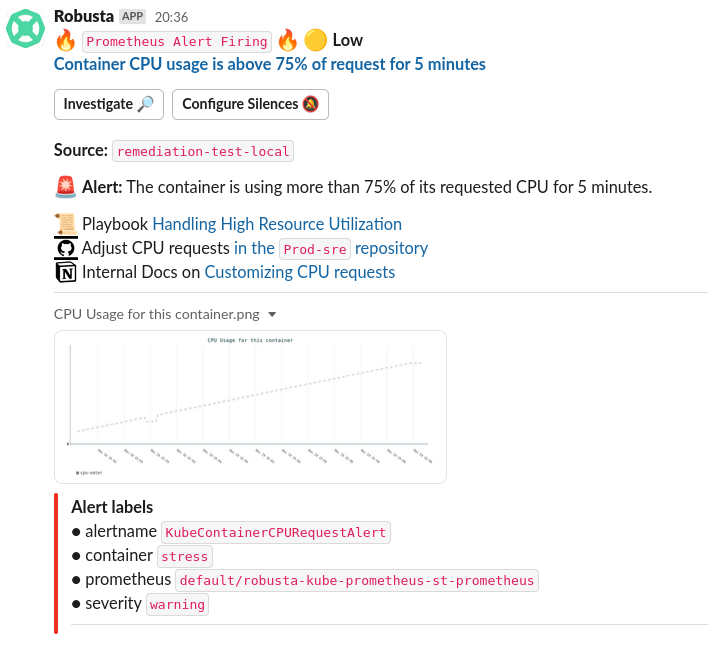 Robusta APP 20:36
Prometheus Alert Firing Low
Container CPU usage is above 75% of request for 5 minutes
Investigate Configure Silences
Source: remediation-test-local
Alert: The container is using more than 75% of its requested CPU for 5 minutes.
Playbook Handling High Resource Utilization
Adjust CPU requests in the Prod-sre repository
Internal Docs on Customizing CPU requests
CPU Usage for this container.png
CPU Usage for this container
Alert labels
● alertname KubeContainerCPURequestAlert
● container stress
● prometheus default/robusta-kube-prometheus-st-prometheus
● severity warning